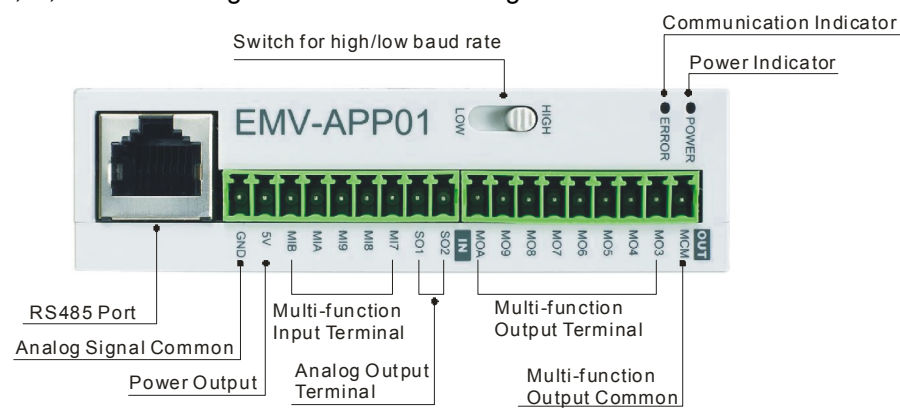 Communication Indicator
Switch for high/low baud rate
Power Indicator
EMV-APP01
LOW
HIGH
ERROR
POWER
GND
5V
MIB
MIA
MI9
MI8
MI7
SO1
SO2
IN
MOA
MO9
MO8
MO7
MO6
MO5
MO4
MO3
MCM
OUT
RS485 Port
Multi-function
Input Terminal
Multi-function
Output Terminal
Analog Signal Common
Analog Output
Terminal
Power Output
Multi-function
Output Common